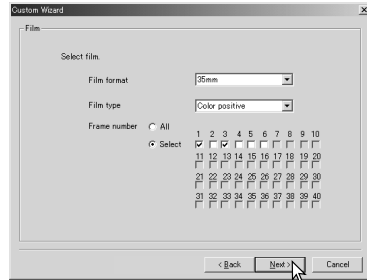 Custom Wizard
Film
Select film.
Film format 35mm
Film type Color positive
Frame number All
1 2 3 4 5 6 7 8 9 10
Select
11 12 13 14 15 16 17 18 19 20
21 22 23 24 25 26 27 28 29 30
31 32 33 34 35 36 37 38 39 40
< Back Next > Cancel